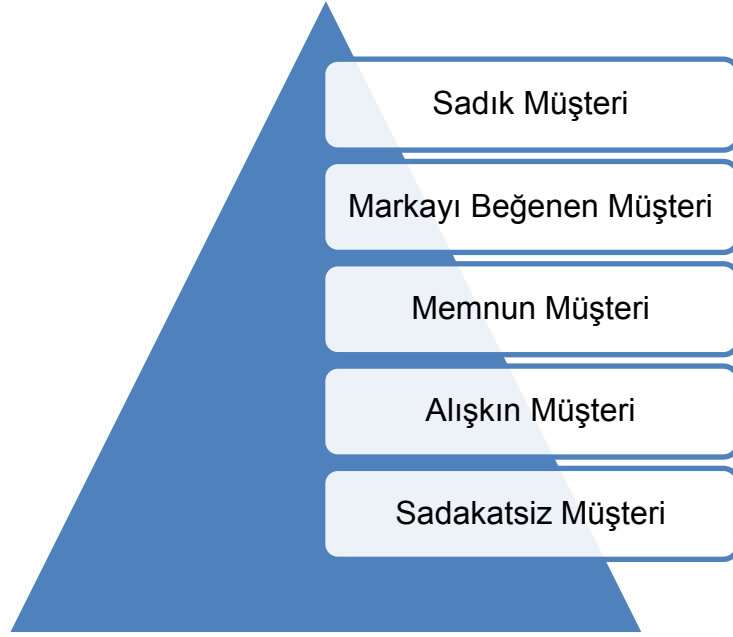 Sadık Müşteri
Markayı Beğenen Müşteri
Memnun Müşteri
Alışkın Müşteri
Sadakatsiz Müşteri